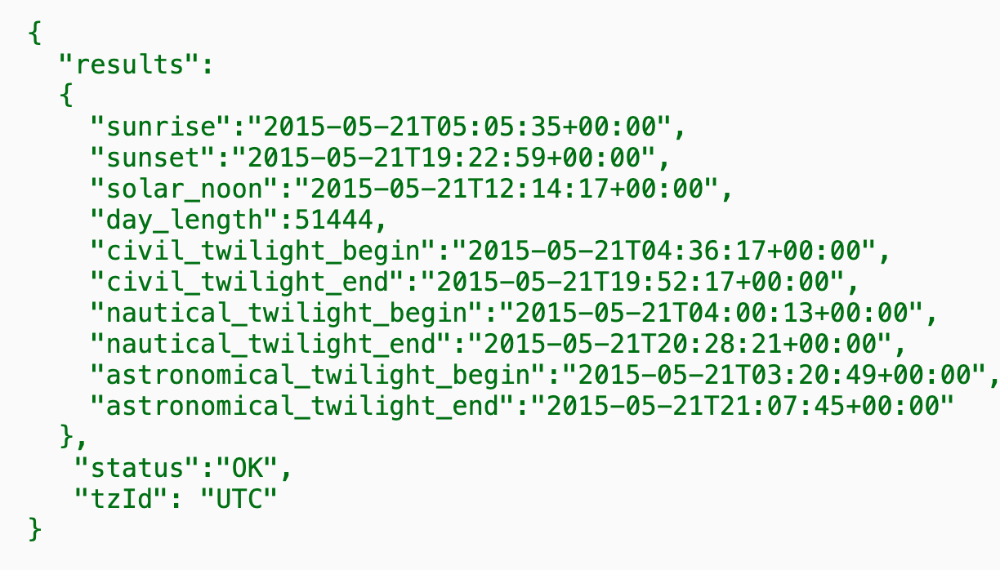 {
  "results":
  {
    "sunrise":"2015-05-21T05:05:35+00:00",
    "sunset":"2015-05-21T19:22:59+00:00",
    "solar_noon":"2015-05-21T12:14:17+00:00",
    "day_length":51444,
    "civil_twilight_begin":"2015-05-21T04:36:17+00:00",
    "civil_twilight_end":"2015-05-21T19:52:17+00:00",
    "nautical_twilight_begin":"2015-05-21T04:00:13+00:00",
    "nautical_twilight_end":"2015-05-21T20:28:21+00:00",
    "astronomical_twilight_begin":"2015-05-21T03:20:49+00:00",
    "astronomical_twilight_end":"2015-05-21T21:07:45+00:00"
  },
   "status":"OK",
   "tzId": "UTC"
}